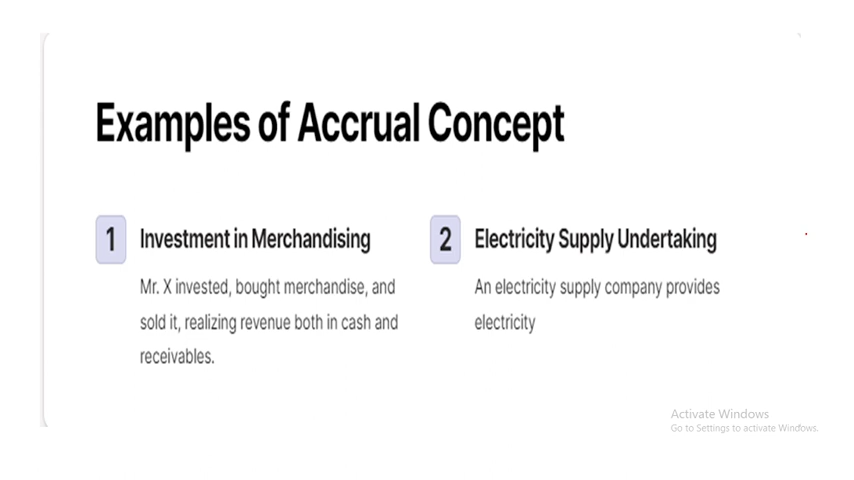 Examples of Accrual Concept
1 Investment in Merchandising
Mr. X invested, bought merchandise, and
sold it, realizing revenue both in cash and
receivables.
2 Electricity Supply Undertaking
An electricity supply company provides
electricity
Activate Windows
Go to Settings to activate Windows.